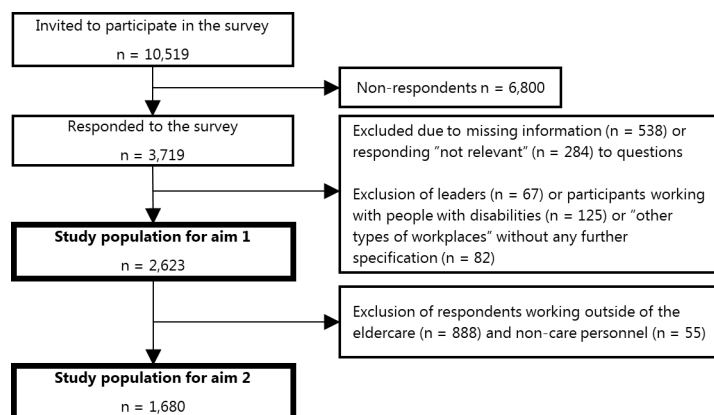 Invited to participate in the survey
n = 10,519
Non-respondents n = 6,800
Responded to the survey
n = 3,719
Excluded due to missing information (n = 538) or
responding "not relevant" (n = 284) to questions
Exclusion of leaders (n = 67) or participants working
with people with disabilities (n = 125) or "other
types of workplaces" without any further
specification (n = 82)
Study population for aim 1
n = 2,623
Exclusion of respondents working outside of the
eldercare (n = 888) and non-care personnel (n = 55)
Study population for aim 2
n = 1,680